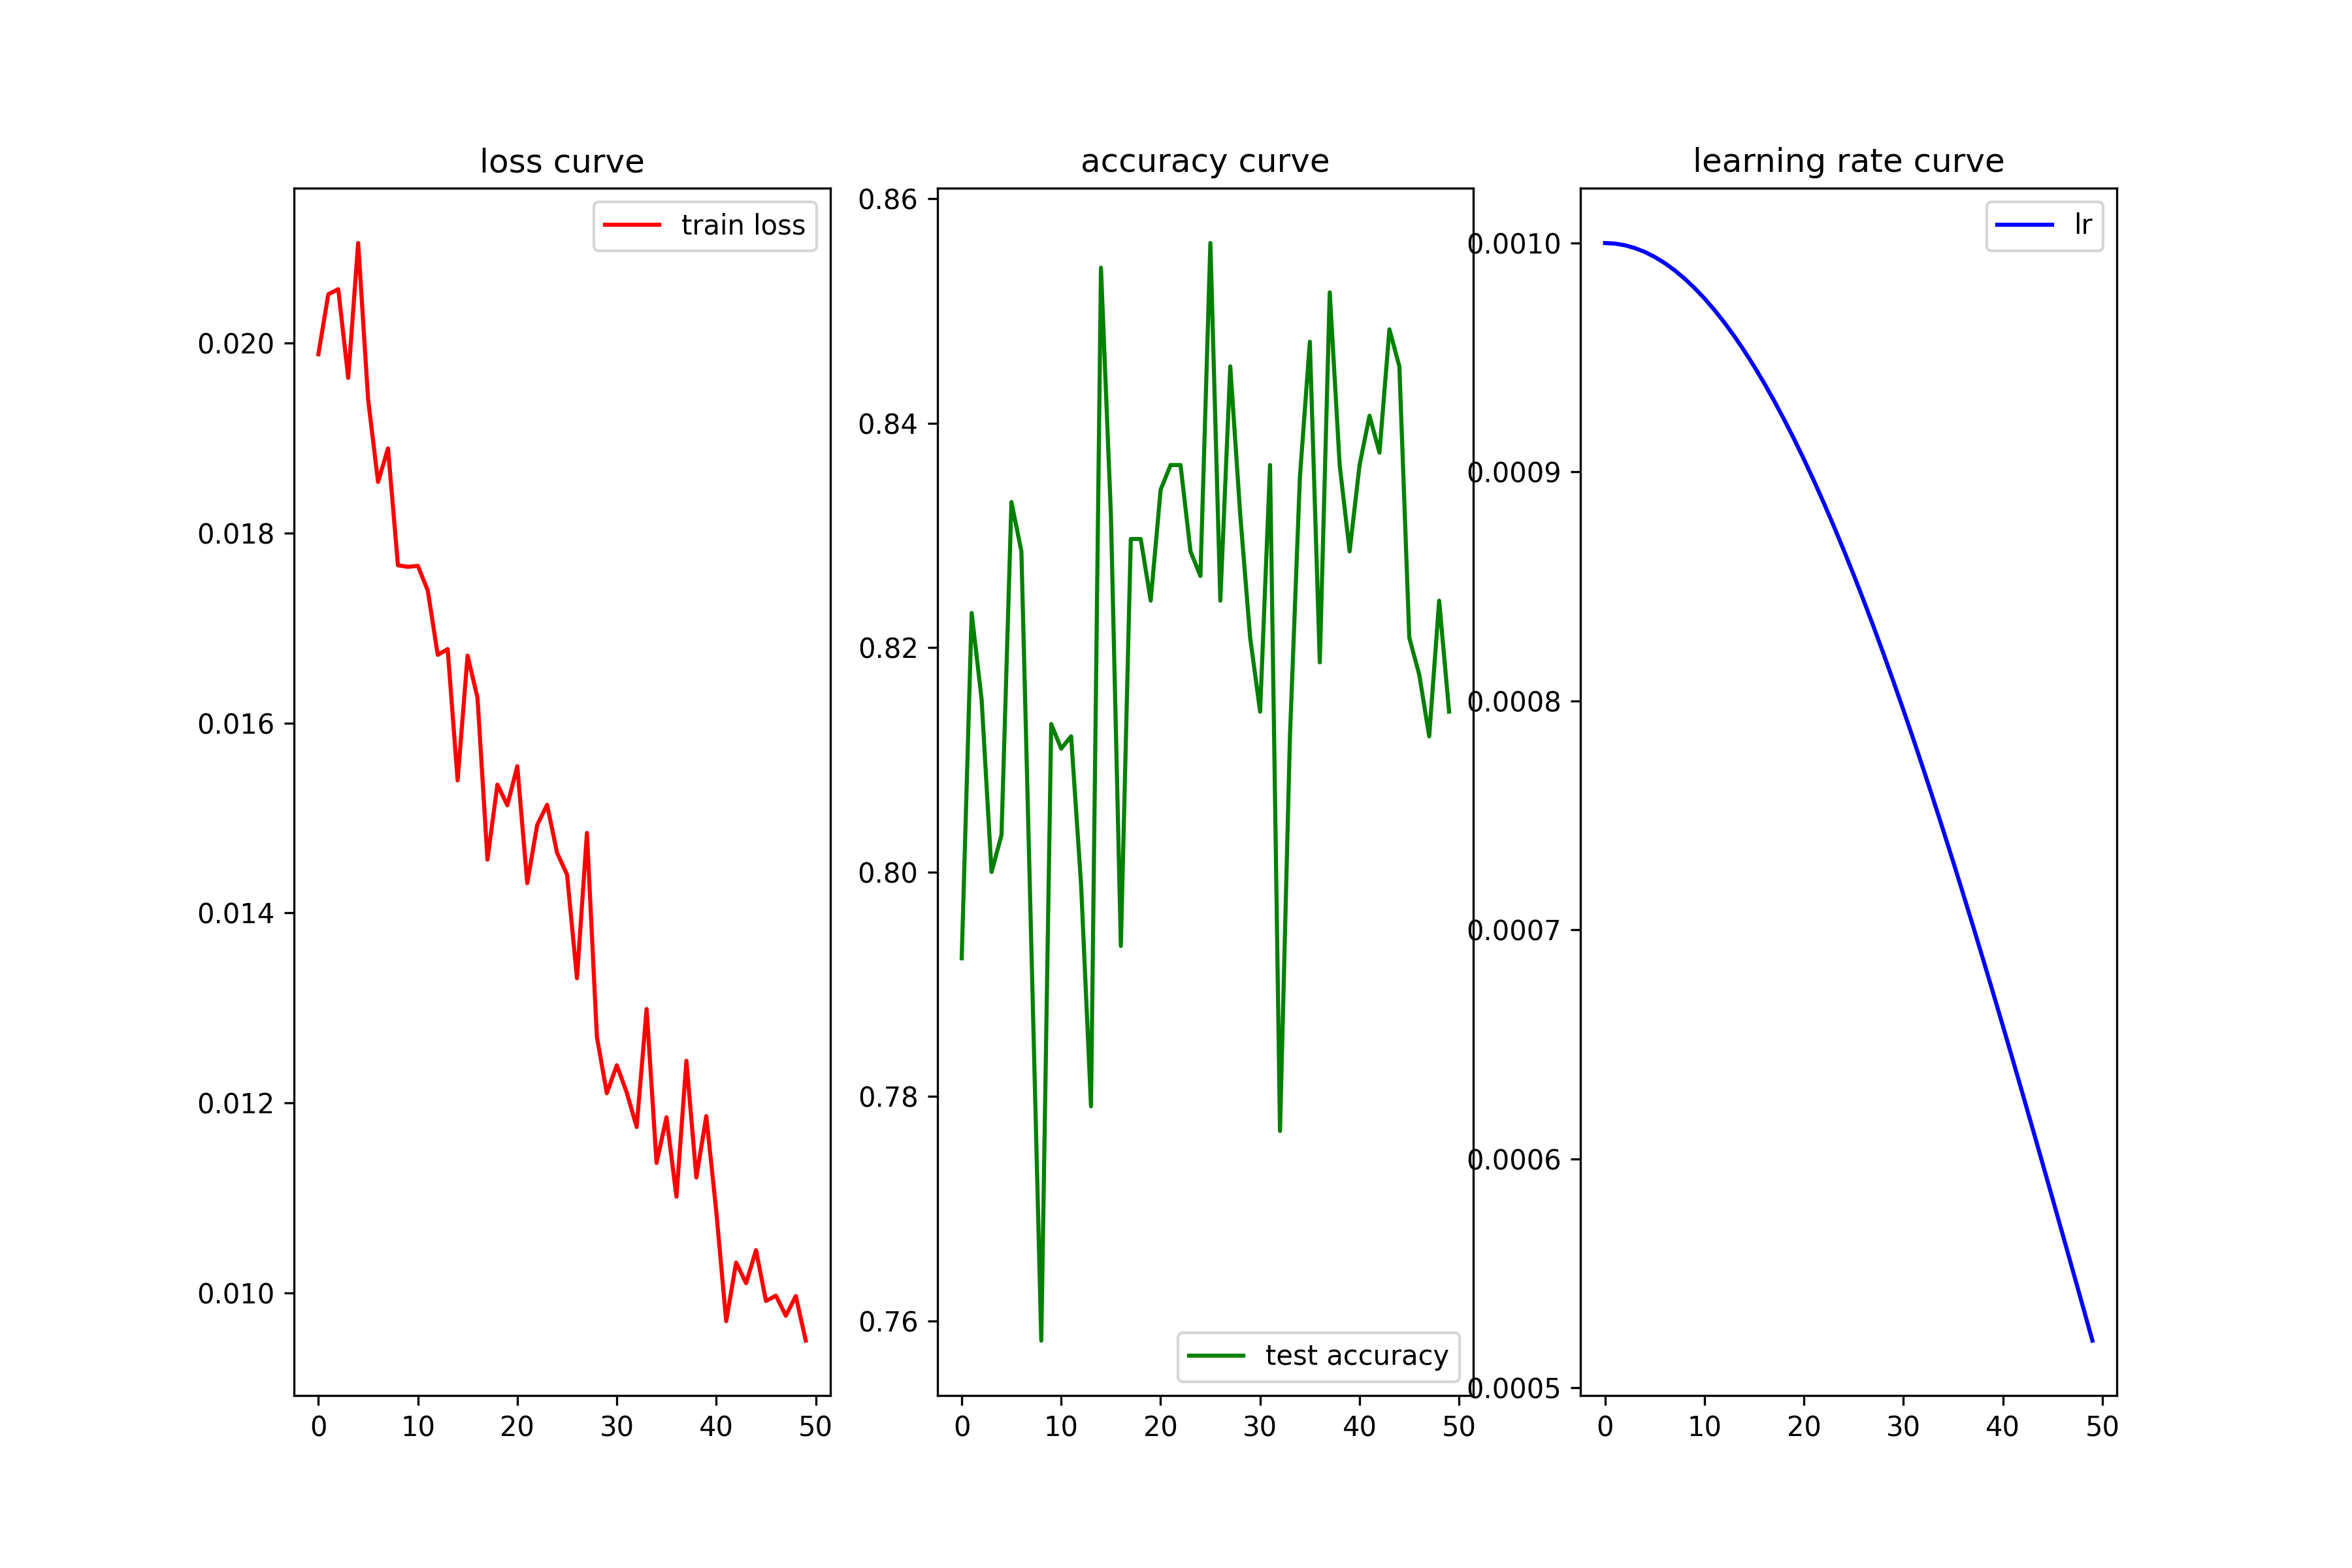 loss curve
train loss
0.020
0.018
0.016
0.014
0.012
0.010
0 10 20 30 40 50
accuracy curve
0.86
0.84
0.82
0.80
0.78
0.76
test accuracy
0 10 20 30 40 50
learning rate curve
lr
0.0010
0.0009
0.0008
0.0007
0.0006
0.0005
0 10 20 30 40 50